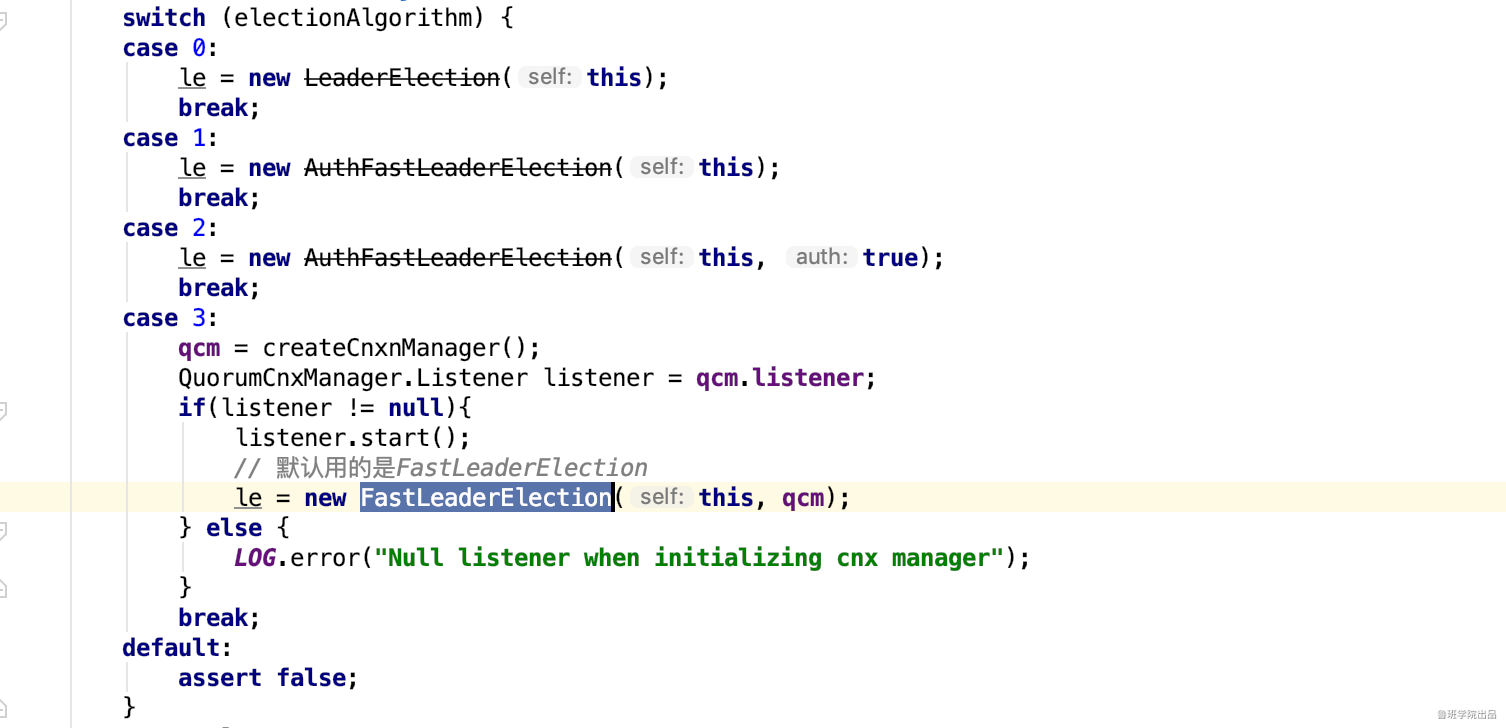 switch (electionAlgorithm) {
case 0:
le = new LeaderElection( self: this);
break;
case 1:
le = new AuthFastLeaderElection( self: this);
break;
case 2:
le = new AuthFastLeaderElection( self: this, auth: true);
break;
case 3:
qcm = createCnxnManager();
QuorumCnxManager.Listener listener = qcm.listener;
if(listener != null){
listener.start();
// 默认用的是FastLeaderElection
le = new FastLeaderElection( self: this, qcm);
} else {
LOG.error("Null listener when initializing cnx manager");
}
break;
default:
assert false;
}
鲁班学院出品